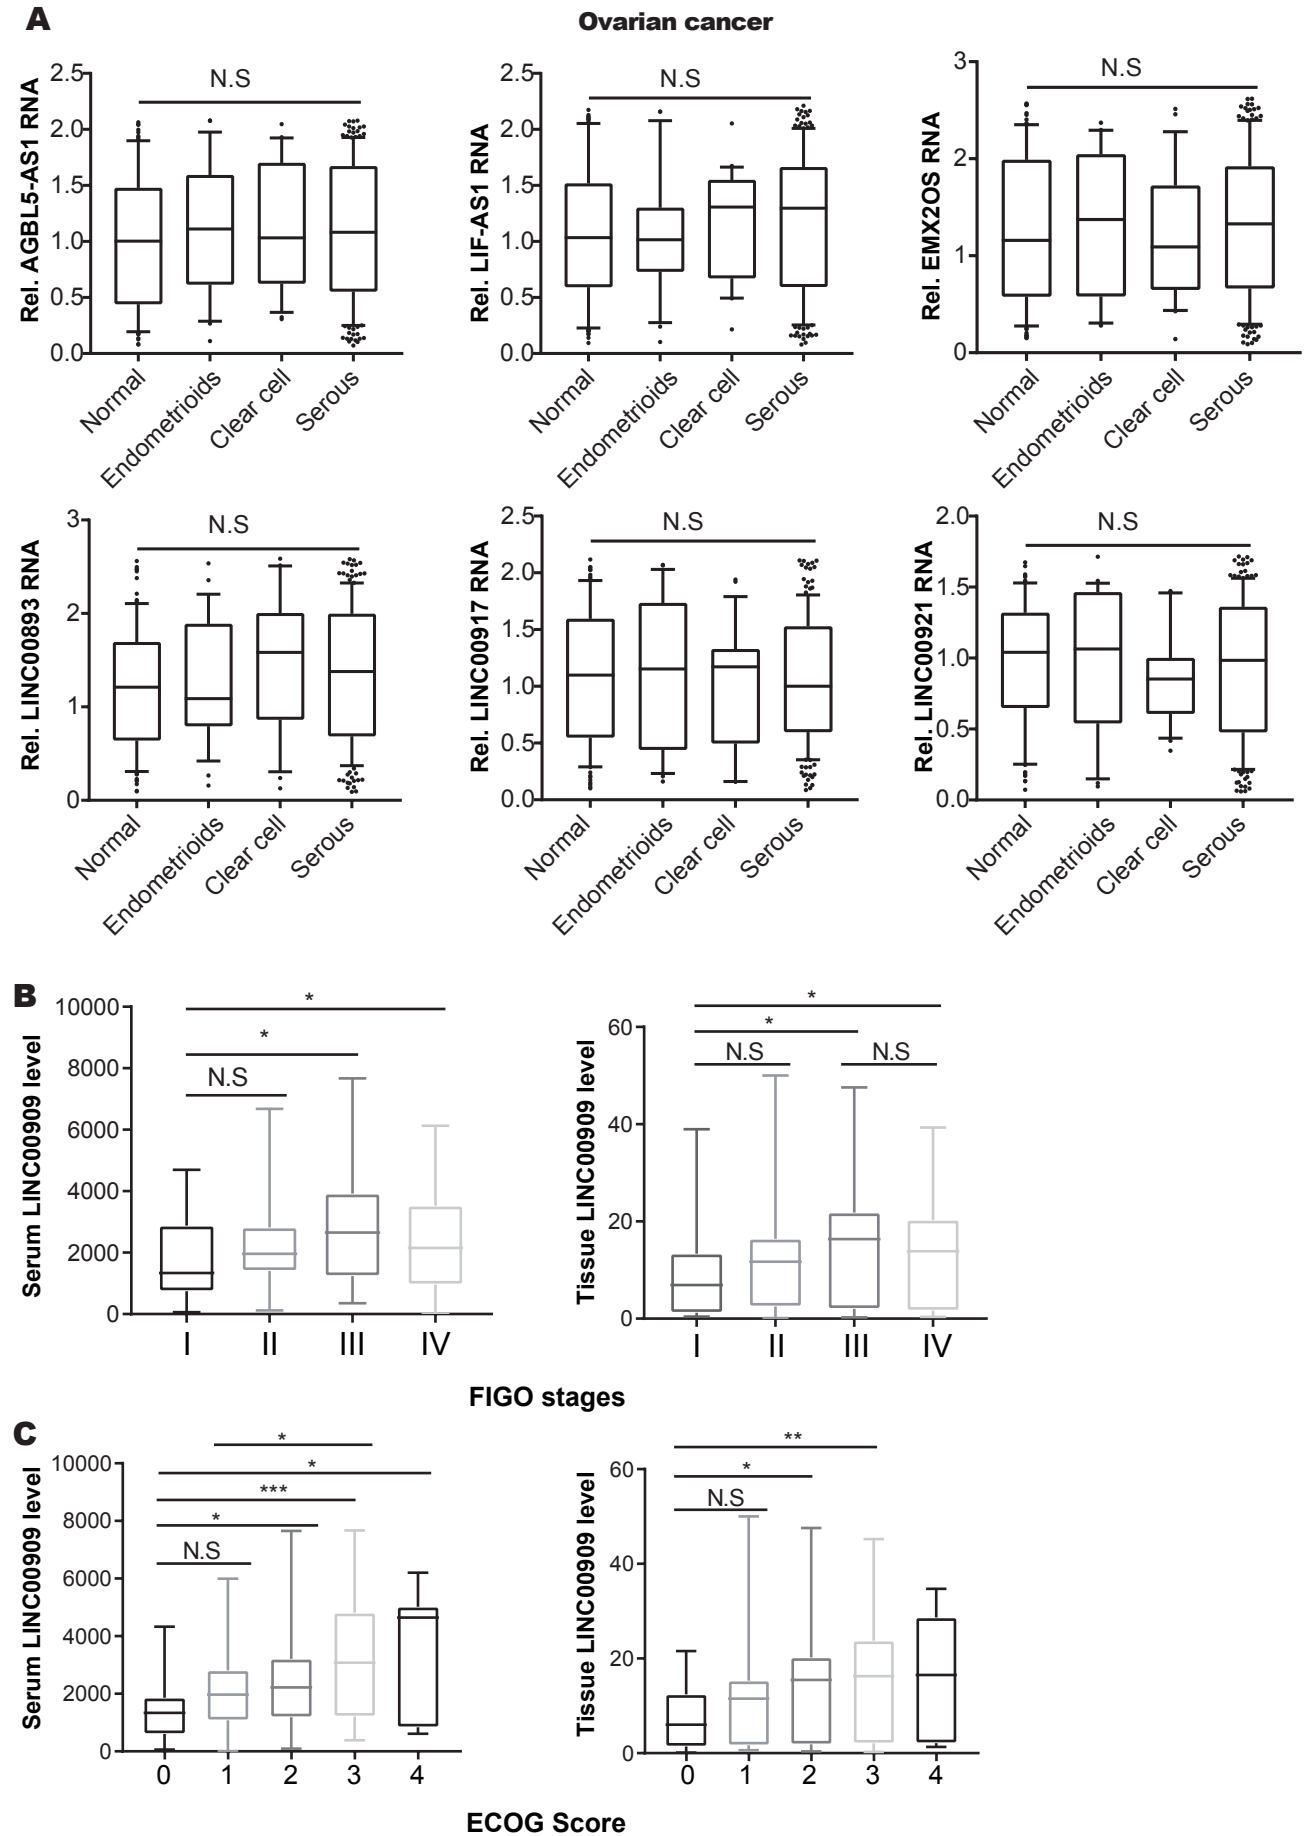 A
Ovarian cancer
Rel. AGBL5-AS1 RNA
2.5
2.0
1.5
1.0
0.5
0.0
N.S
Normal
Endometrioids
Clear cell
Serous
Rel. LIF-AS1 RNA
2.5
2.0
1.5
1.0
0.5
0.0
N.S
Normal
Endometrioids
Clear cell
Serous
Rel. EMX2OS RNA
3
2
1
0
N.S
Normal
Endometrioids
Clear cell
Serous
Rel. LINC00893 RNA
3
2
1
0
N.S
Normal
Endometrioids
Clear cell
Serous
Rel. LINC00917 RNA
2.5
2.0
1.5
1.0
0.5
0.0
N.S
Normal
Endometrioids
Clear cell
Serous
Rel. LINC00921 RNA
2.0
1.5
1.0
0.5
0.0
N.S
Normal
Endometrioids
Clear cell
Serous
B
Serum LINC00909 level
10000
8000
6000
4000
2000
0
*
*
N.S
I
II
III
IV
Tissue LINC00909 level
60
40
20
0
*
*
N.S
N.S
I
II
III
IV
FIGO stages
C
Serum LINC00909 level
10000
8000
6000
4000
2000
0
*
*
***
*
N.S
0
1
2
3
4
Tissue LINC00909 level
60
40
20
0
**
*
N.S
0
1
2
3
4
ECOG Score